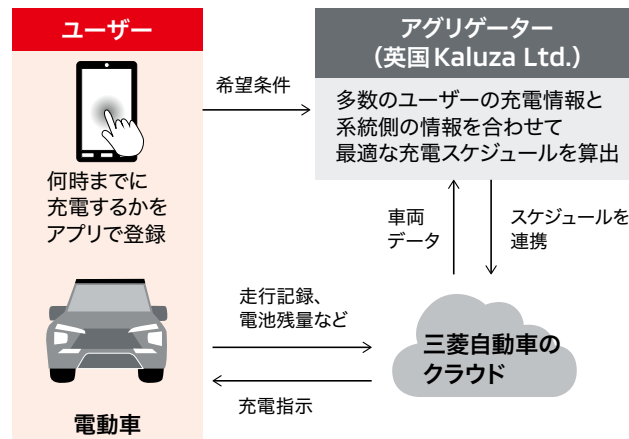 ユーザー
何時までに
充電するかを
アプリで登録
電動車
希望条件
アグリゲーター
（英国Kaluza Ltd.）
多数のユーザーの充電情報と
系統側の情報を合わせて
最適な充電スケジュールを算出
車両
データ
スケジュールを
連携
走行記録、
電池残量など
充電指示
三菱自動車の
クラウド